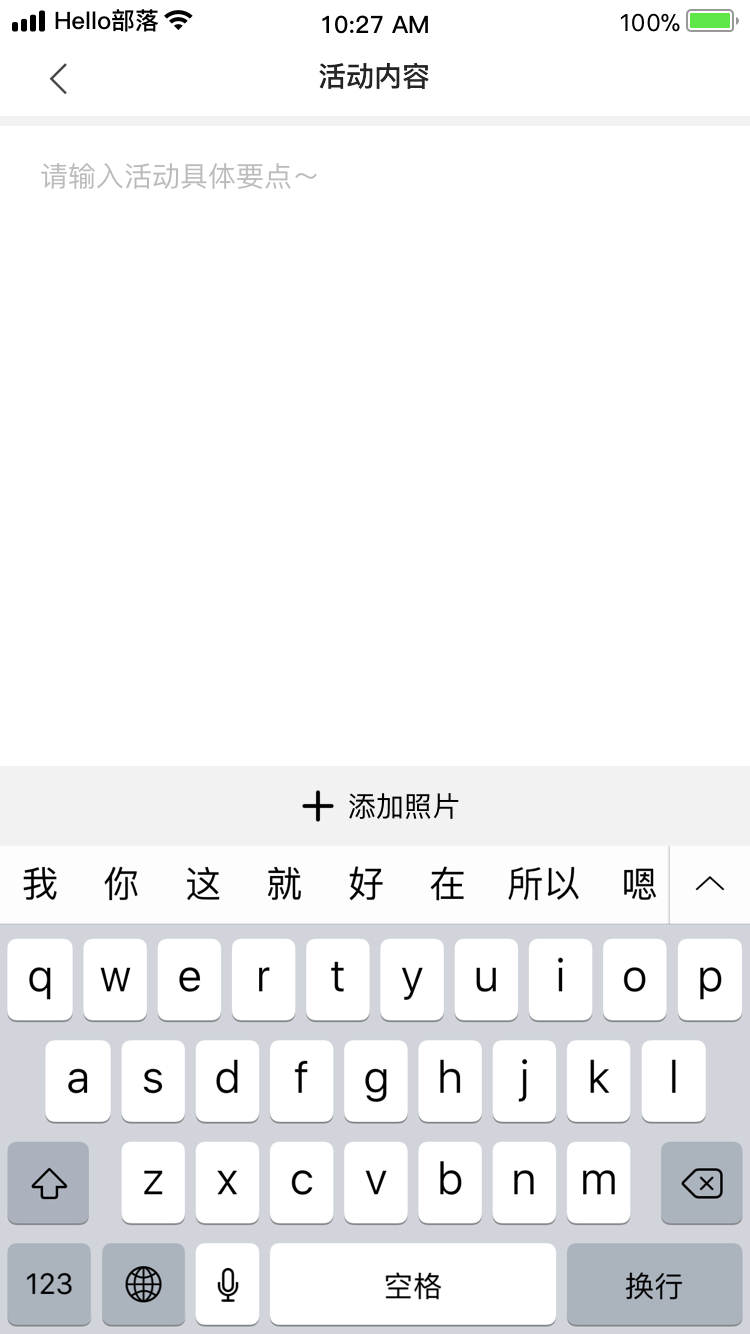 Hello部落 10:27 AM 100%
活动内容
请输入活动具体要点～
添加照片
我 你 这 就 好 在 所以 嗯
q w e r t y u i o p
a s d f g h j k l
z x c v b n m
123 空格 换行